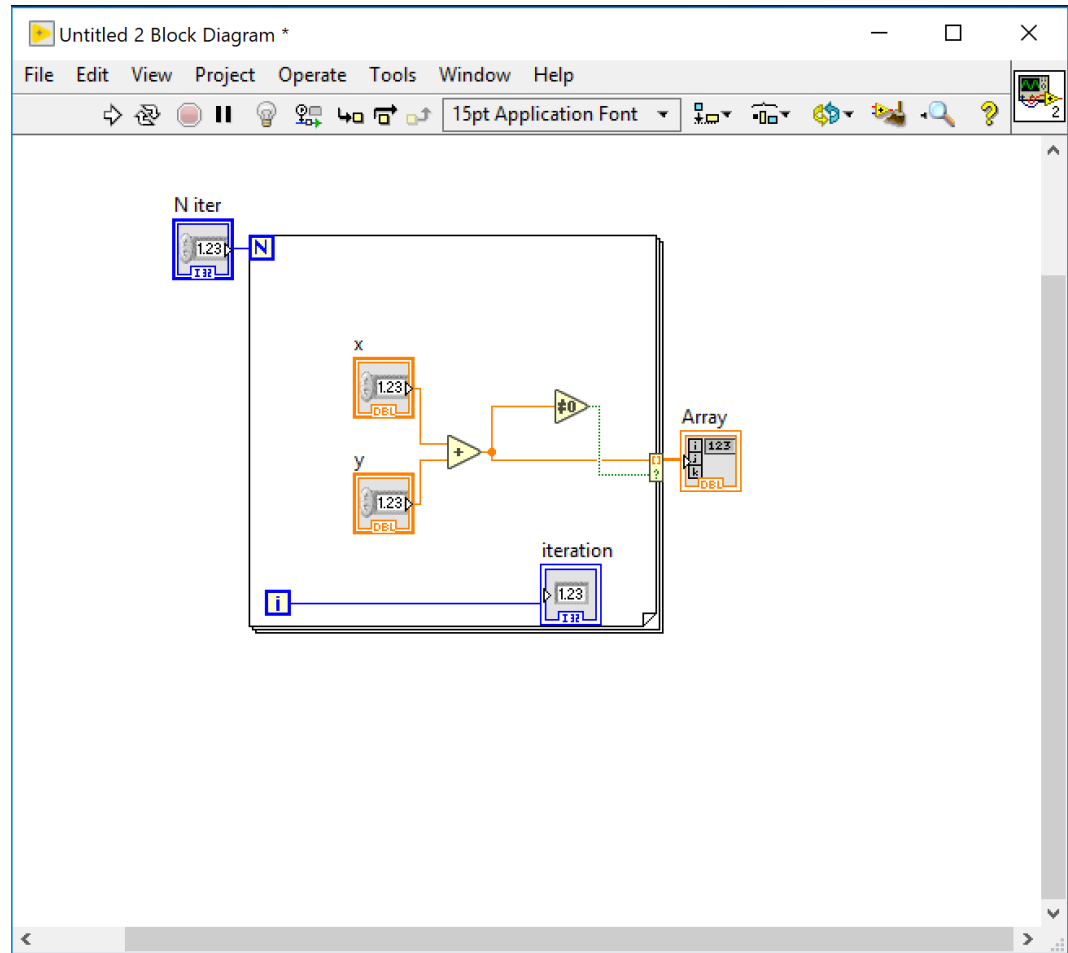 Untitled 2 Block Diagram *
File Edit View Project Operate Tools Window Help
15pt Application Font
2
N iter
1.23
I32
N
x
1.23
DBL
y
1.23
DBL
+
≠0
?
Array
i 123
j
k
DBL
iteration
1.23
I32
i